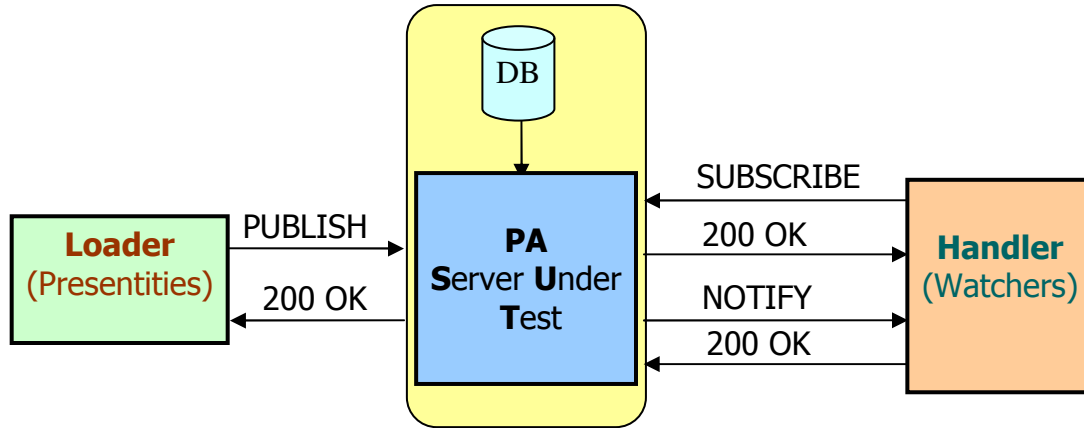 DB
Loader
(Presentities)
PUBLISH
200 OK
PA
Server Under
Test
SUBSCRIBE
200 OK
NOTIFY
200 OK
Handler
(Watchers)